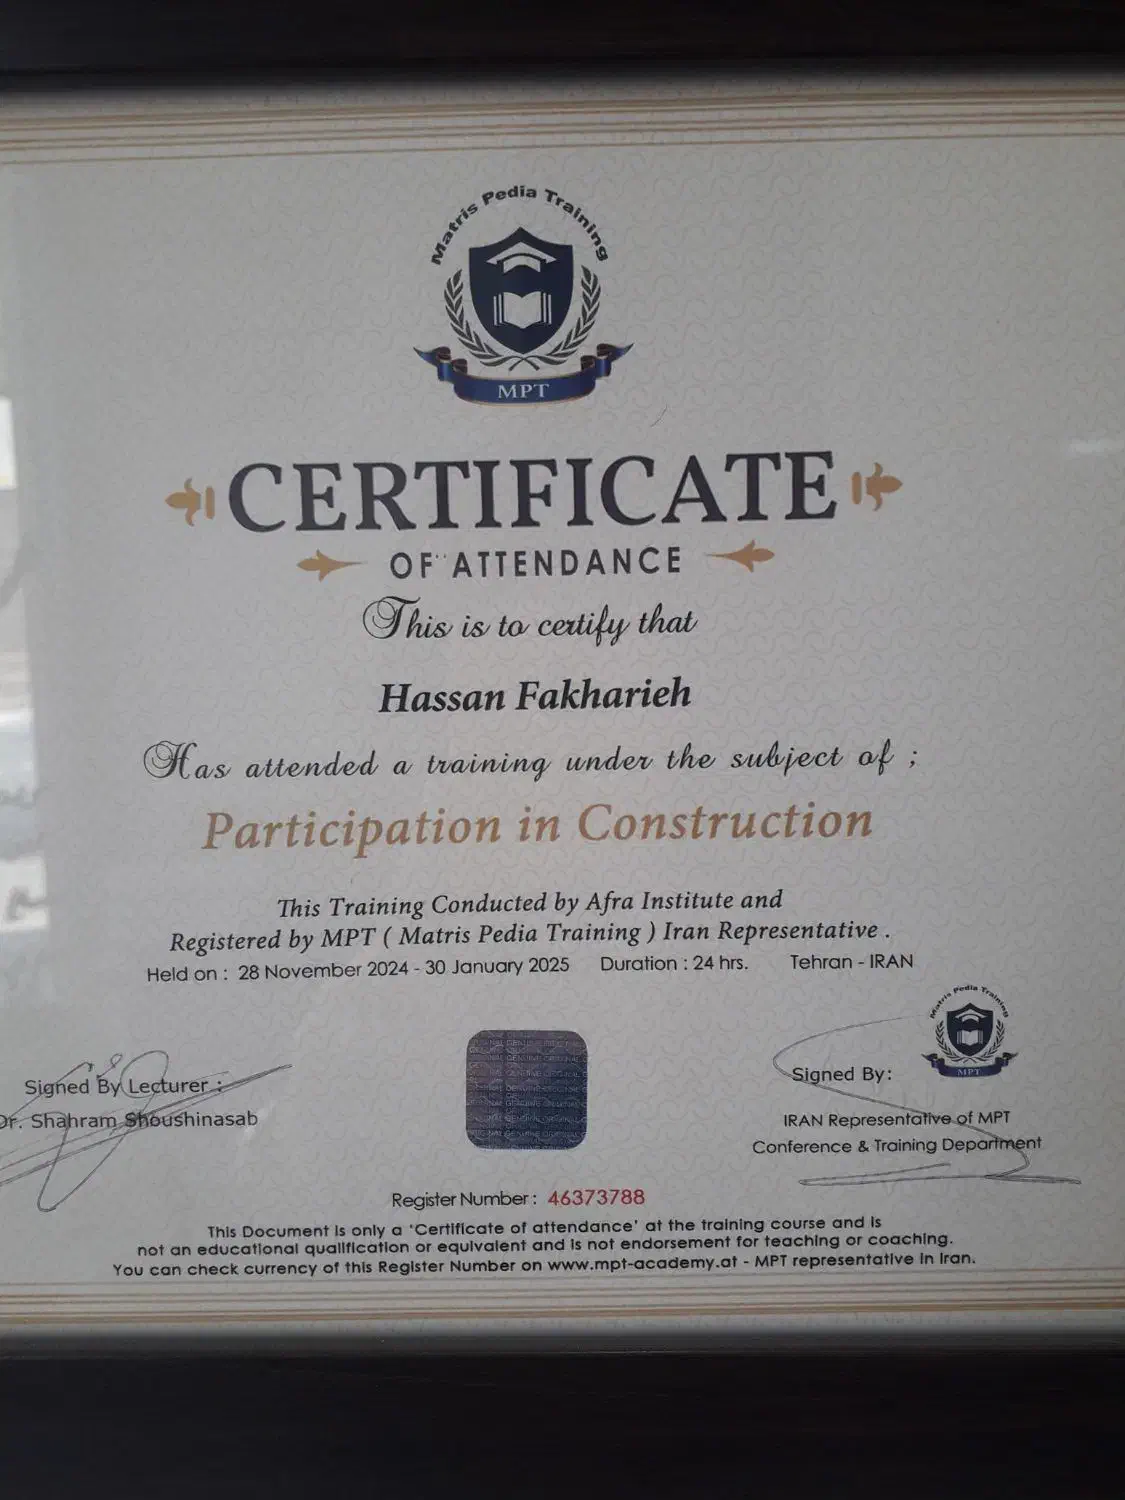 Matris Pedia Training
MPT
CERTIFICATE
OF ATTENDANCE
This is to certify that
Hassan Fakharieh
Has attended a training under the subject of ;
Participation in Construction
This Training Conducted by Afra Institute and
Registered by MPT ( Matris Pedia Training ) Iran Representative .
Held on : 28 November 2024 - 30 January 2025 Duration : 24 hrs. Tehran - IRAN
Matris Pedia Training
MPT
Signed By Lecturer :
Dr. Shahram Shoushinasab
Signed By:
IRAN Representative of MPT
Conference & Training Department
Register Number : 46373788
This Document is only a 'Certificate of attendance' at the training course and is
not an educational qualification or equivalent and is not endorsement for teaching or coaching.
You can check currency of this Register Number on www.mpt-academy.at - MPT representative in Iran.